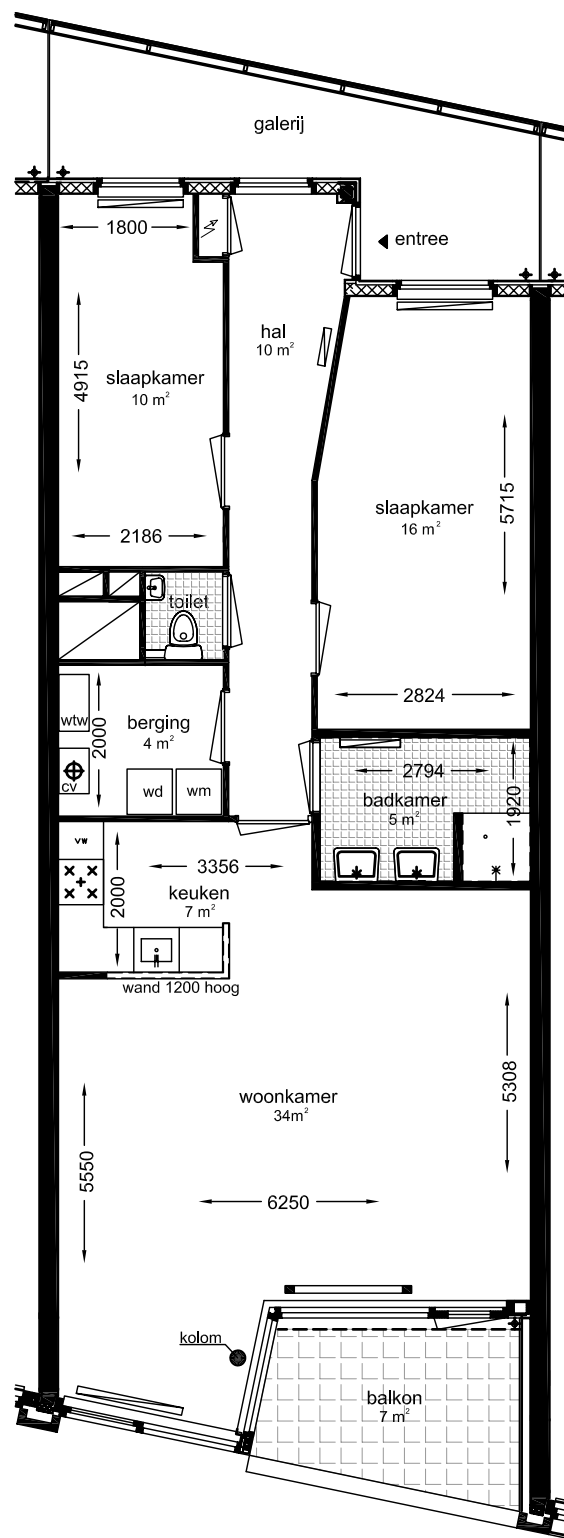 galerij
1800
entree
hal
10 m²
4915
slaapkamer
10 m²
5715
slaapkamer
16 m²
2186
toilet
2824
wtw
2000
berging
4 m²
cv
wd
wm
2794
badkamer
5 m²
1920
vw
3356
2000
keuken
7 m²
wand 1200 hoog
5308
woonkamer
34m²
5550
6250
kolom
balkon
7 m²